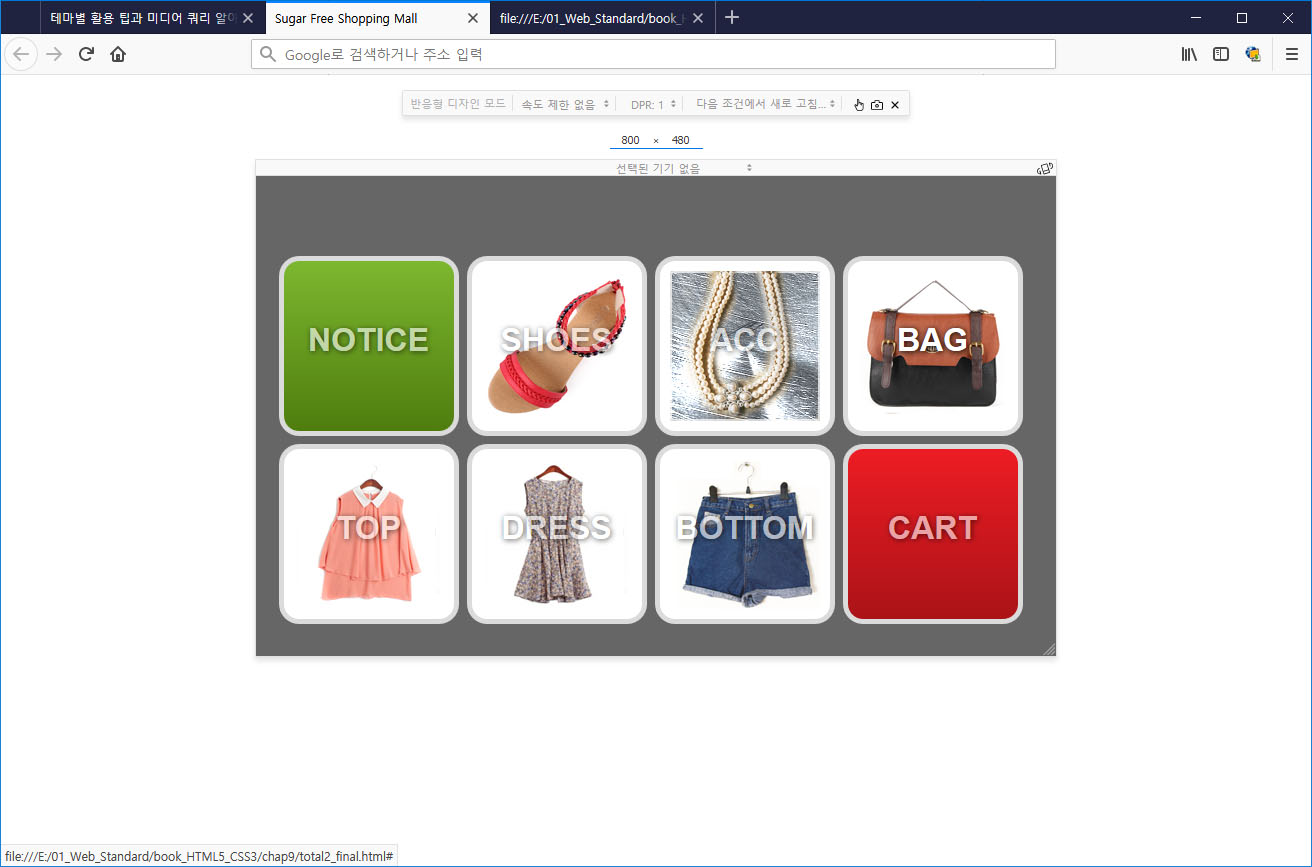 테마별 활용 팁과 미디어 쿼리 알아
Sugar Free Shopping Mall
file:///E:/01_Web_Standard/book_H
Google로 검색하거나 주소 입력
반응형 디자인 모드 속도 제한 없음 DPR: 1 다음 조건에서 새로 고침...
800 × 480
선택된 기기 없음
NOTICE SHOES ACC BAG
TOP DRESS BOTTOM CART
file:///E:/01_Web_Standard/book_HTML5_CSS3/chap9/total2_final.html#